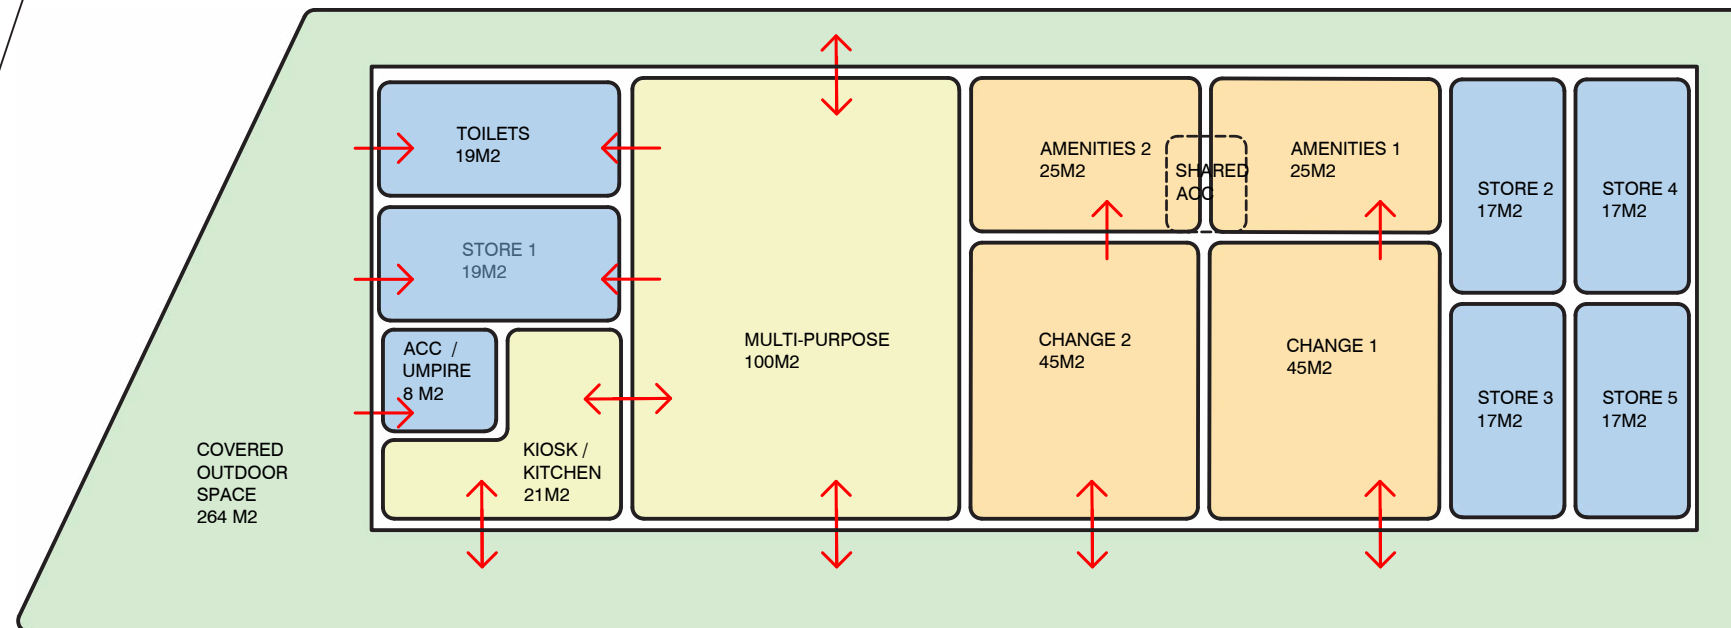 TOILETS
19M2
STORE 1
19M2
ACC /
UMPIRE
8 M2
KIOSK /
KITCHEN
21M2
COVERED
OUTDOOR
SPACE
264 M2
MULTI-PURPOSE
100M2
AMENITIES 2
25M2
SHARED
ACC
AMENITIES 1
25M2
CHANGE 2
45M2
CHANGE 1
45M2
STORE 2
17M2
STORE 4
17M2
STORE 3
17M2
STORE 5
17M2